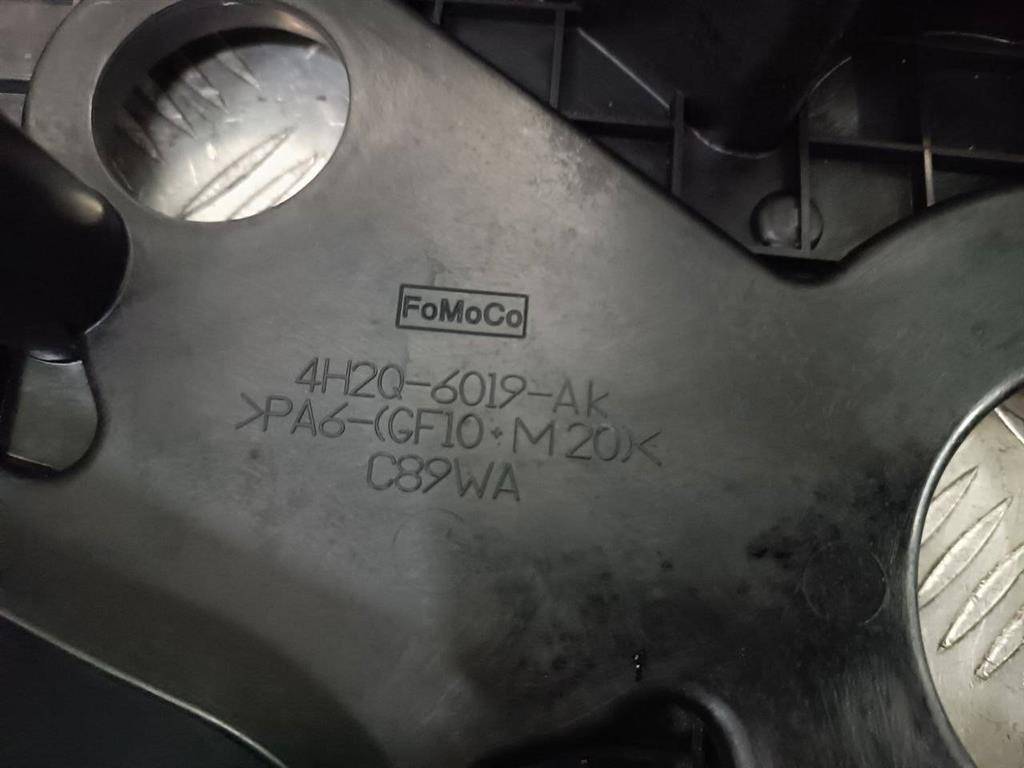 FoMoCo
4H2Q-6019-AK
>PA6-(GF10+M20)<
C89WA